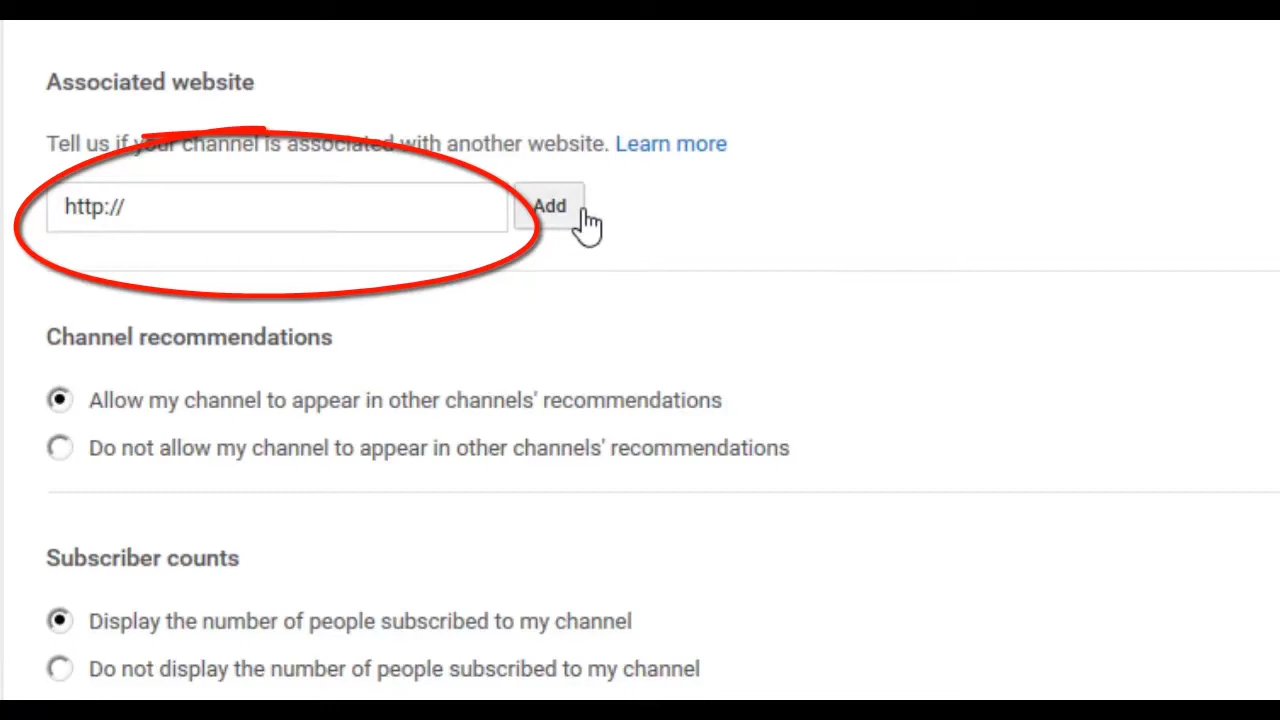 Associated website
Tell us if your channel is associated with another website. Learn more
http://
Add
Channel recommendations
Allow my channel to appear in other channels' recommendations
Do not allow my channel to appear in other channels' recommendations
Subscriber counts
Display the number of people subscribed to my channel
Do not display the number of people subscribed to my channel